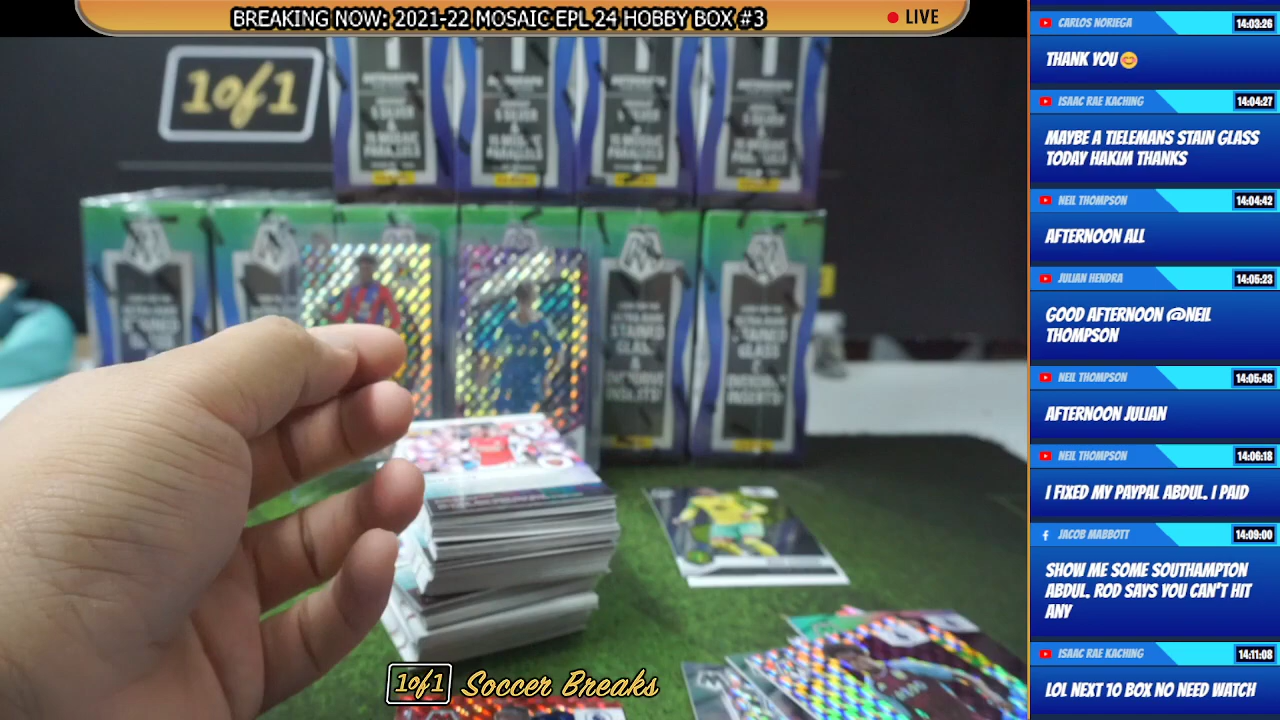 BREAKING NOW: 2021-22 MOSAIC EPL 24 HOBBY BOX #3
LIVE
1of1
1of1 Soccer Breaks
CARLOS NORIEGA
14:03:26
THANK YOU😊
ISAAC RAE KACHING
14:04:27
MAYBE A TIELEMANS STAIN GLASS
TODAY HAKIM THANKS
NEIL THOMPSON
14:04:42
AFTERNOON ALL
JULIAN HENDRA
14:05:23
GOOD AFTERNOON @NEIL
THOMPSON
NEIL THOMPSON
14:05:48
AFTERNOON JULIAN
NEIL THOMPSON
14:06:18
I FIXED MY PAYPAL ABDUL. I PAID
JACOB MABBOTT
14:09:00
SHOW ME SOME SOUTHAMPTON
ABDUL. ROD SAYS YOU CAN'T HIT
ANY
ISAAC RAE KACHING
14:11:08
LOL NEXT 10 BOX NO NEED WATCH